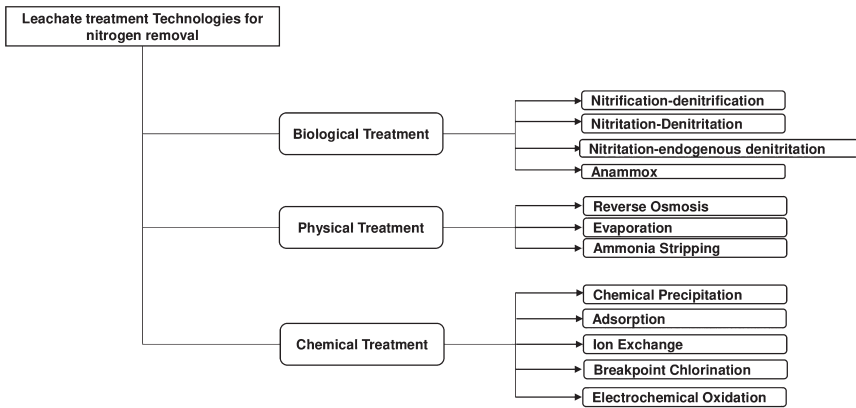 Leachate treatment Technologies for
nitrogen removal
Biological Treatment
Nitrification-denitrification
Nitritation-Denitritation
Nitritation-endogenous denitritation
Anammox
Physical Treatment
Reverse Osmosis
Evaporation
Ammonia Stripping
Chemical Treatment
Chemical Precipitation
Adsorption
Ion Exchange
Breakpoint Chlorination
Electrochemical Oxidation